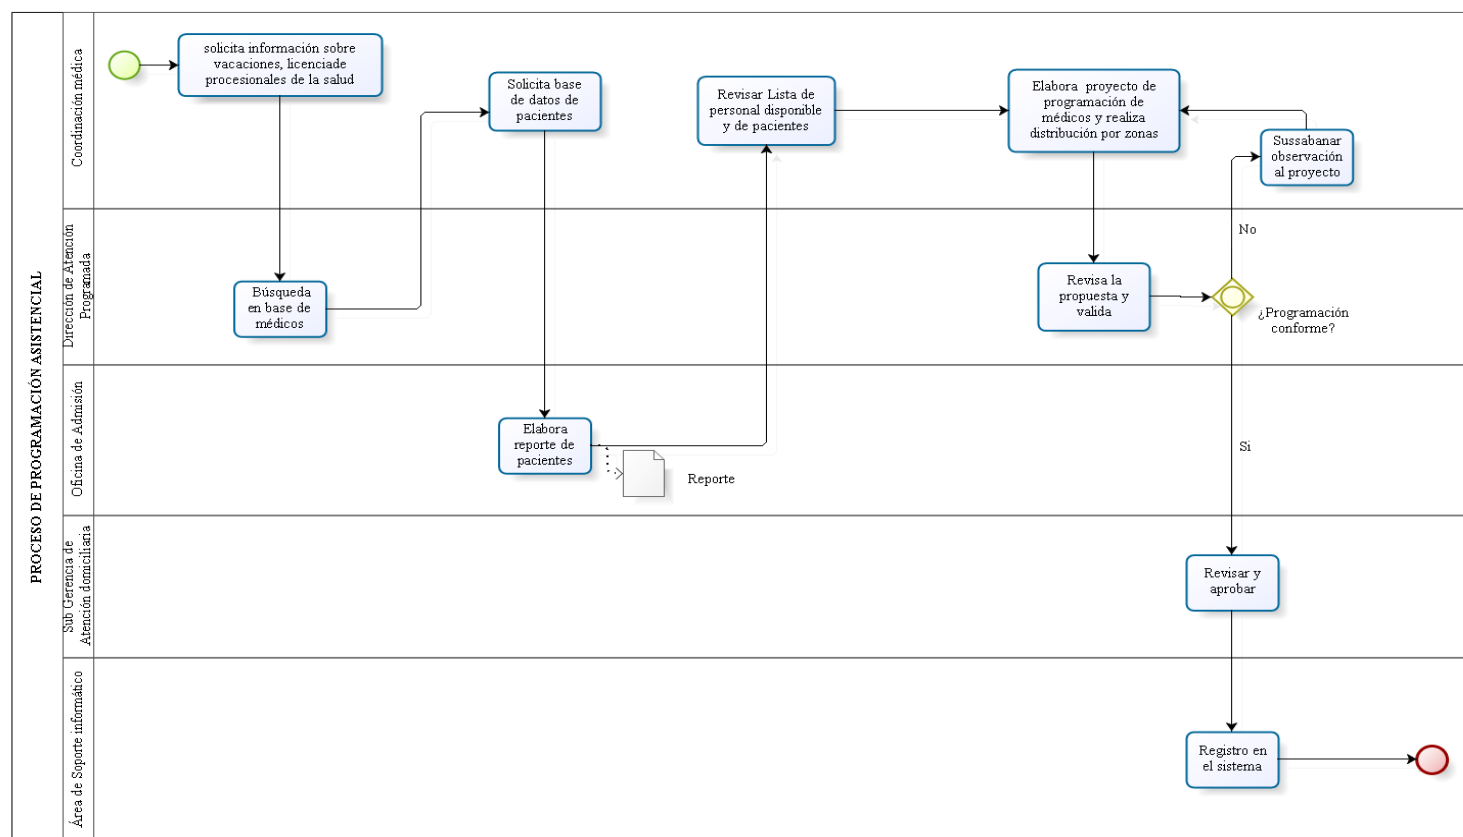 PROCESO DE PROGRAMACIÓN ASISTENCIAL
Coordinación médica
solicita información sobre
vacaciones, licenciade
procesionales de la salud
Solicita base
de datos de
pacientes
Revisar Lista de
personal disponible
y de pacientes
Elabora proyecto de
programación de
médicos y realiza
distribución por zonas
Sussabanar
observación
al proyecto
Dirección de Atención
Programada
Búsqueda
en base de
médicos
Revisa la
propuesta y
valida
No
¿Programación
conforme?
Si
Oficina de Admisión
Elabora
reporte de
pacientes
Reporte
Sub Gerencia de
Atención domiciliaria
Revisar y
aprobar
Área de Soporte informático
Registro en
el sistema